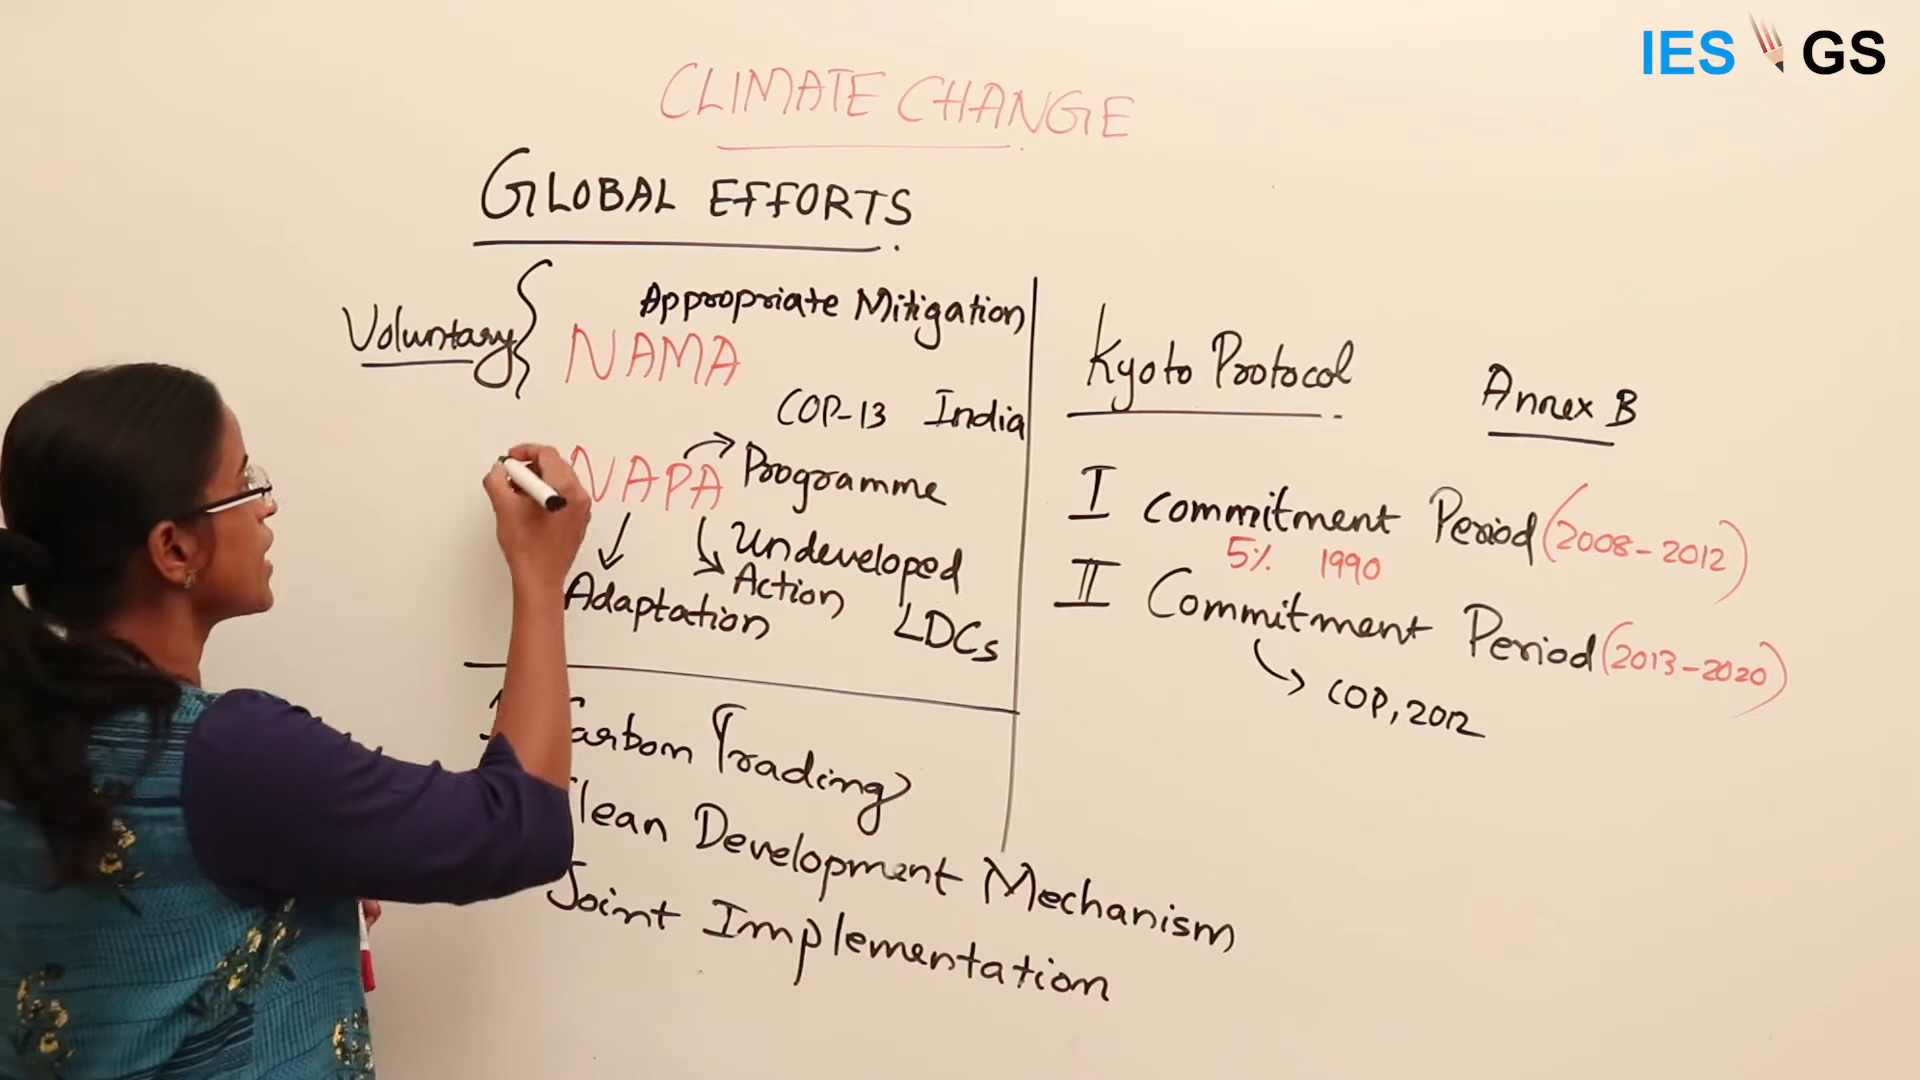 IES GS
CLIMATE CHANGE
GLOBAL EFFORTS
Voluntary
Appropriate Mitigation
NAMA
COP-13 India
NAPA
Programme
Undeveloped
Action
Adaptation
LDCs
Carbon Trading
Clean Development Mechanism
Joint Implementation
Kyoto Protocol
Annex B
I Commitment Period (2008-2012)
5% 1990
II Commitment Period (2013-2020)
COP, 2012